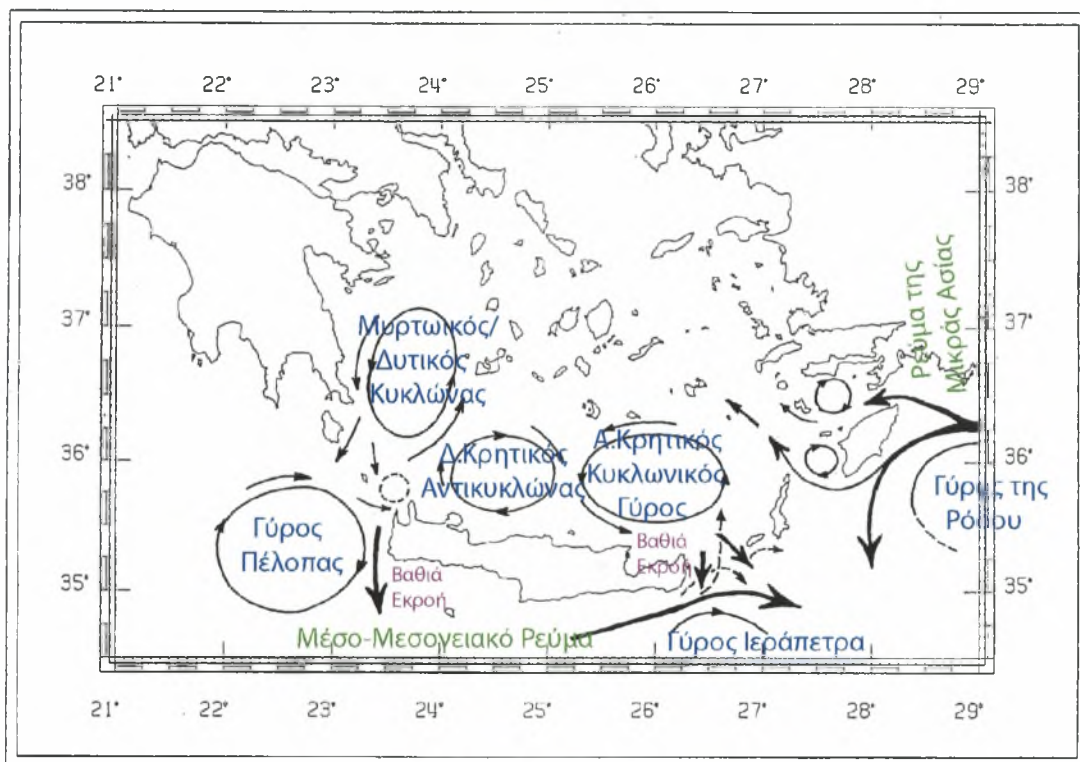 21° 22° 23° 24° 25° 26° 27° 28° 29°
38° 38°
37° 37°
36° 36°
35° 35°
Ρεύμα της
Μικράς Ασίας
Μυρτωικός/
Δυτικός
Κυκλώνας
Δ.Κρητικός
Αντικυκλώνας
Α.Κρητικός
Κυκλωνικός
Γύρος
Γύρως της
Ρόδου
Γύρος
Πέλοπας
Βαθιά
Εκροή
Βαθιά
Εκροή
Μέσο-Μεσογειακό Ρεύμα
Γύρος Ιεράπετρα
21° 22° 23° 24° 25° 26° 27° 28° 29°